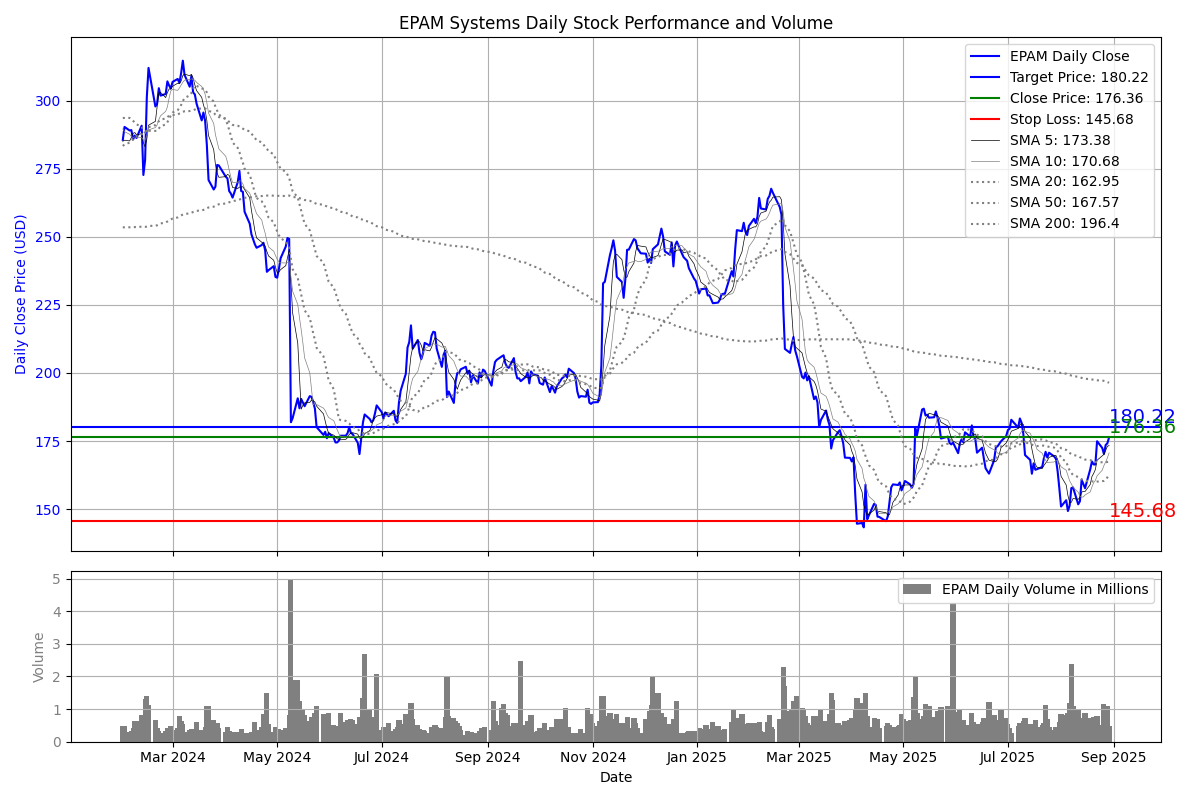 EPAM Systems Daily Stock Performance and Volume
EPAM Daily Close
Target Price: 180.22
Close Price: 176.36
Stop Loss: 145.68
SMA 5: 173.38
SMA 10: 170.68
SMA 20: 162.95
SMA 50: 167.57
SMA 200: 196.4
Daily Close Price (USD)
300
275
250
225
200
175
150
180.22
176.36
145.68
EPAM Daily Volume in Millions
Volume
5
4
3
2
1
0
Mar 2024 May 2024 Jul 2024 Sep 2024 Nov 2024 Jan 2025 Mar 2025 May 2025 Jul 2025 Sep 2025
Date